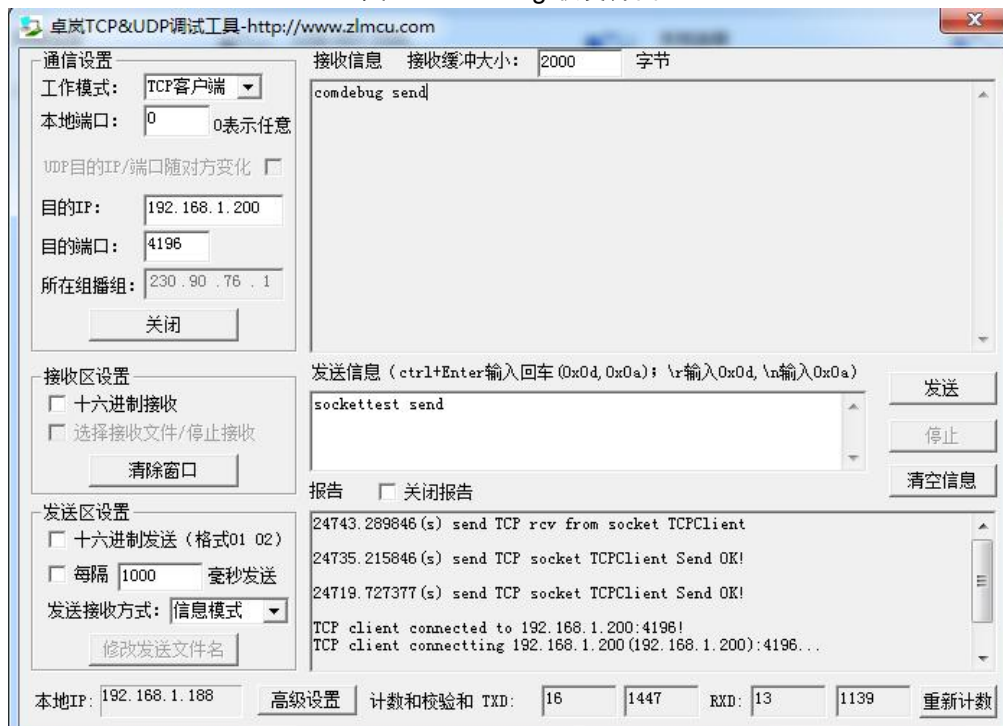 卓岚TCP&UDP调试工具-http://www.zlmcu.com
通信设置
工作模式： TCP客户端
本地端口： 0 0表示任意
UDP目的IP/端口随对方变化
目的IP： 192.168.1.200
目的端口： 4196
所在组播组： 230 . 90 . 76 . 1
关闭
接收信息 接收缓冲大小： 2000 字节
comdebug send
接收区设置
十六进制接收
选择接收文件/停止接收
清除窗口
发送信息（ctrl+Enter输入回车(0x0d,0x0a)；\r输入0x0d,\n输入0x0a）
sockettest send
发送
停止
清空信息
发送区设置
十六进制发送（格式01 02）
每隔 1000 毫秒发送
发送接收方式： 信息模式
修改发送文件名
报告 关闭报告
24743.289846(s) send TCP rcv from socket TCPClient
24735.215846(s) send TCP socket TCPClient Send OK!
24719.727377(s) send TCP socket TCPClient Send OK!
TCP client connected to 192.168.1.200:4196!
TCP client connectting 192.168.1.200(192.168.1.200):4196...
本地IP: 192.168.1.188 高级设置 计数和校验和 TXD: 16 1447 RXD: 13 1139 重新计数